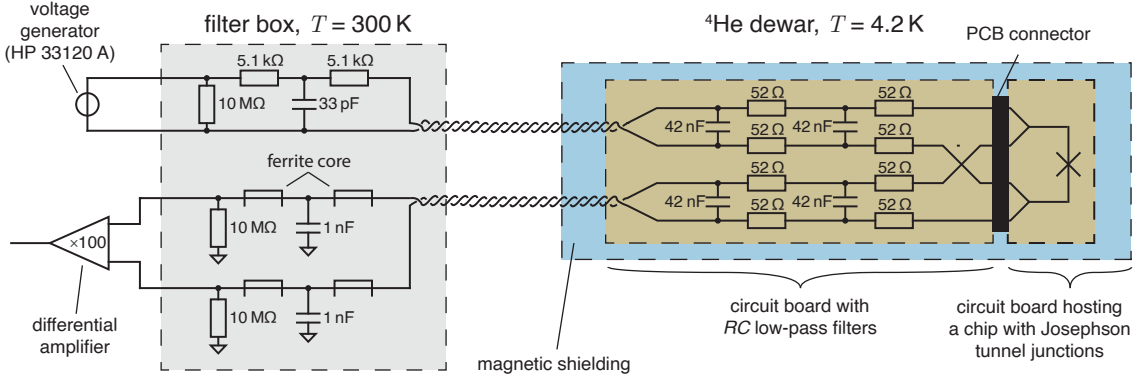 voltage
generator
(HP 33120 A)
filter box, T = 300 K
⁴He dewar, T = 4.2 K
PCB connector
5.1 kΩ
5.1 kΩ
10 MΩ
33 pF
52 Ω
52 Ω
42 nF
42 nF
52 Ω
52 Ω
ferrite core
52 Ω
52 Ω
42 nF
42 nF
52 Ω
52 Ω
10 MΩ
1 nF
×100
10 MΩ
1 nF
differential
amplifier
magnetic shielding
circuit board with
RC low-pass filters
circuit board hosting
a chip with Josephson
tunnel junctions